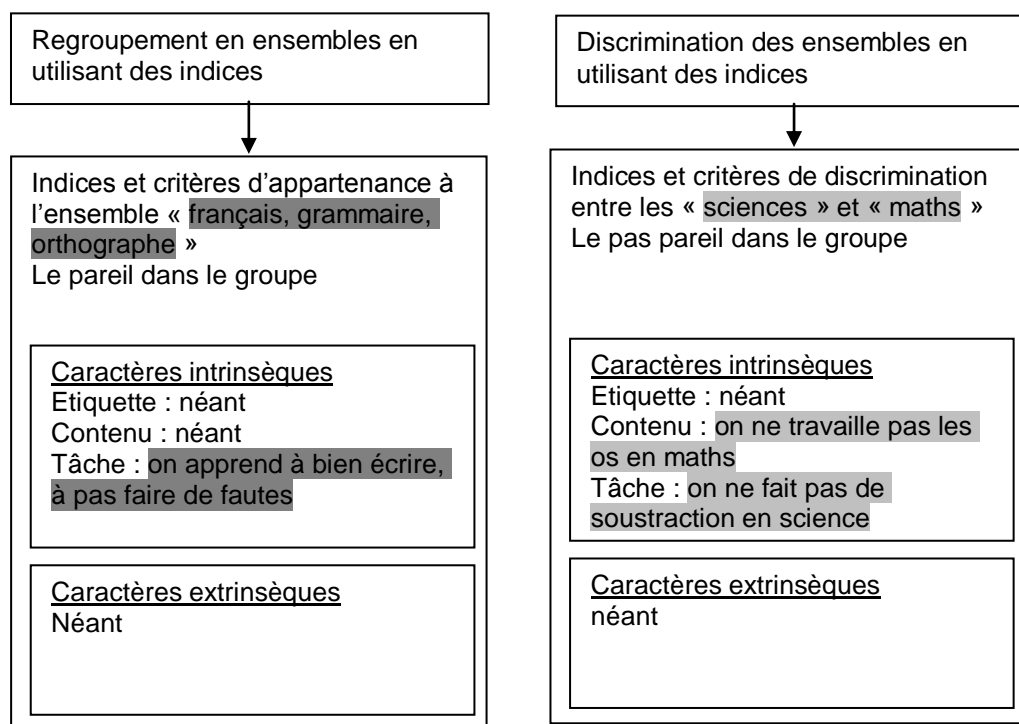 Regroupement en ensembles en
utilisant des indices
Indices et critères d’appartenance à
l’ensemble « français, grammaire,
orthographe »
Le pareil dans le groupe
Caractères intrinsèques
Etiquette : néant
Contenu : néant
Tâche : on apprend à bien écrire,
à pas faire de fautes
Caractères extrinsèques
Néant
Discrimination des ensembles en
utilisant des indices
Indices et critères de discrimination
entre les « sciences » et « maths »
Le pas pareil dans le groupe
Caractères intrinsèques
Etiquette : néant
Contenu : on ne travaille pas les
os en maths
Tâche : on ne fait pas de
soustraction en science
Caractères extrinsèques
néant